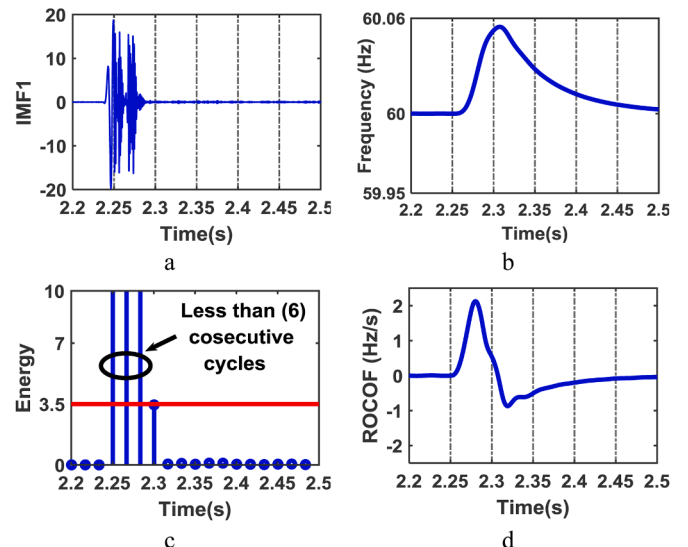 20
10
0
-10
-20
IMF1
2.2 2.25 2.3 2.35 2.4 2.45 2.5
Time(s)
a
60.06
60
59.95
Frequency (Hz)
2.2 2.25 2.3 2.35 2.4 2.45 2.5
Time(s)
b
10
7
3.5
0
Energy
Less than (6)
cosecutive
cycles
2.2 2.25 2.3 2.35 2.4 2.45 2.5
Time(s)
c
2
1
0
-1
-2
ROCOF (Hz/s)
2.2 2.25 2.3 2.35 2.4 2.45 2.5
Time(s)
d